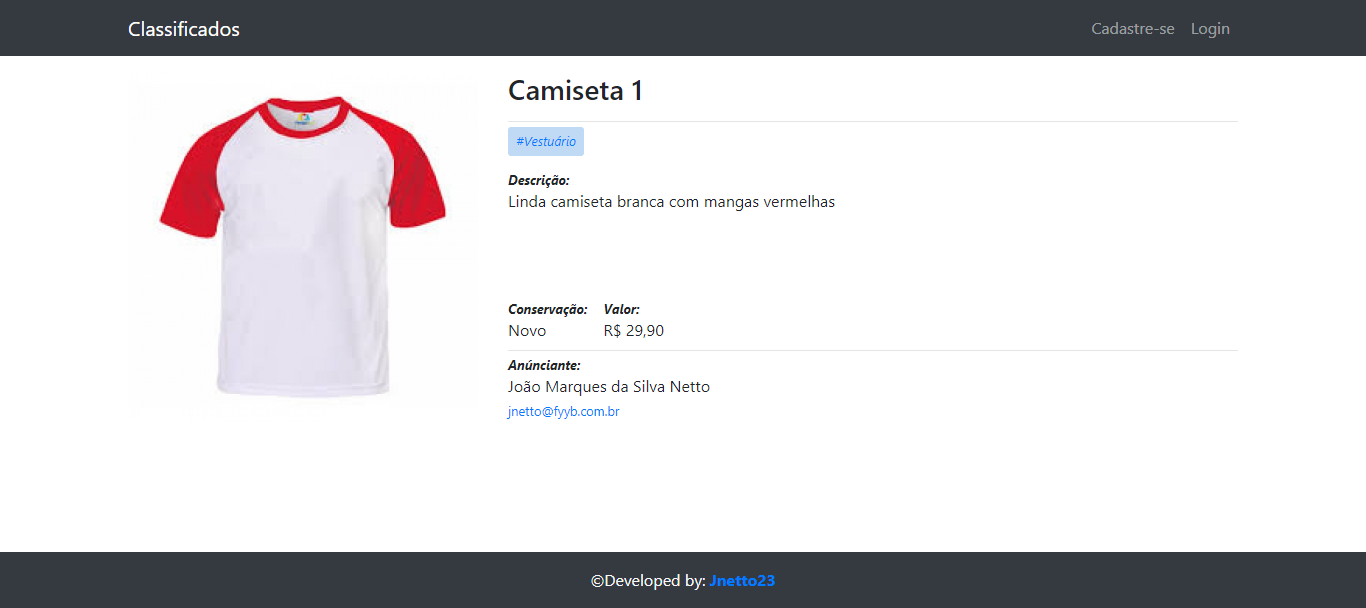 Classificados
Cadastre-se Login
Camiseta 1
#Vestuário
Descrição:
Linda camiseta branca com mangas vermelhas
Conservação: Valor:
Novo R$ 29,90
Anúnciante:
João Marques da Silva Netto
jnetto@fyyb.com.br
©Developed by: Jnetto23